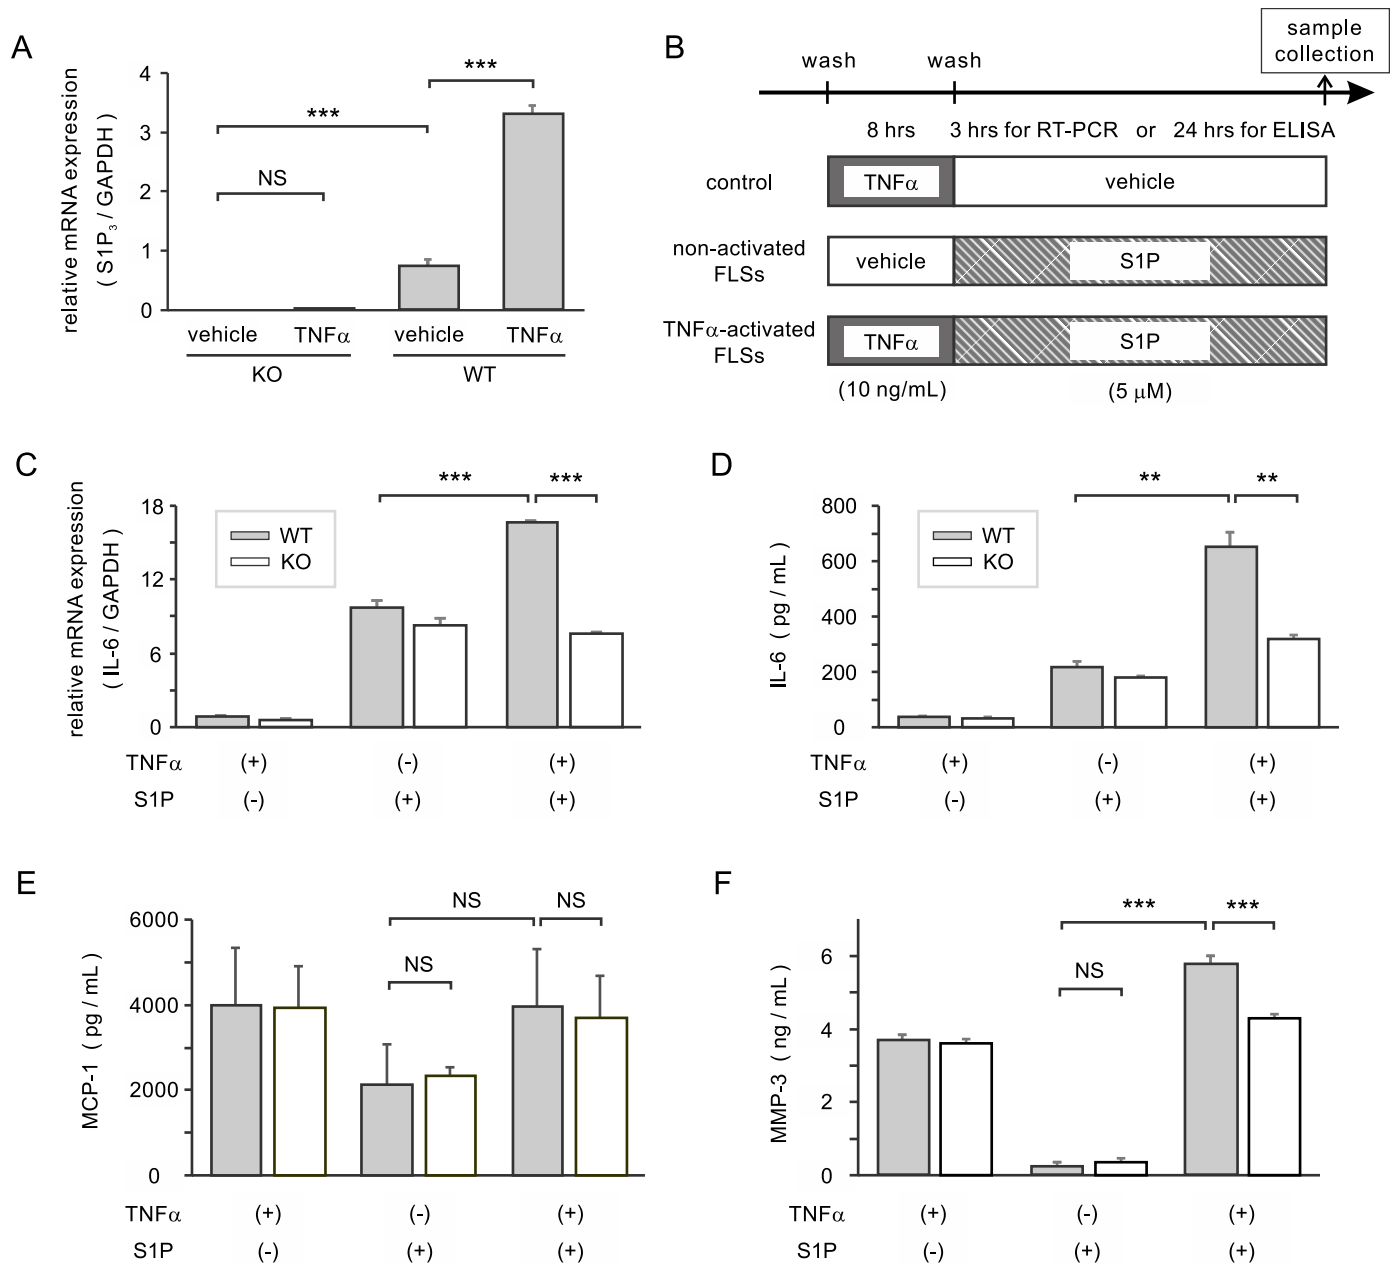 A
relative mRNA expression
( S1P3 / GAPDH )
4
3
2
1
0
***
***
NS
vehicle
TNFα
vehicle
TNFα
KO
WT
B
sample
collection
wash
wash
8 hrs
3 hrs for RT-PCR or 24 hrs for ELISA
control
TNFα
vehicle
non-activated
FLSs
vehicle
S1P
TNFα-activated
FLSs
TNFα
S1P
(10 ng/mL)
(5 μM)
C
relative mRNA expression
( IL-6 / GAPDH )
18
12
6
0
WT
KO
***
***
TNFα (+) (-) (+)
S1P (-) (+) (+)
D
IL-6 ( pg / mL )
800
600
400
200
0
WT
KO
**
**
TNFα (+) (-) (+)
S1P (-) (+) (+)
E
MCP-1 ( pg / mL )
6000
4000
2000
0
NS
NS
NS
TNFα (+) (-) (+)
S1P (-) (+) (+)
F
MMP-3 ( ng / mL )
6
4
2
0
***
***
NS
TNFα (+) (-) (+)
S1P (-) (+) (+)